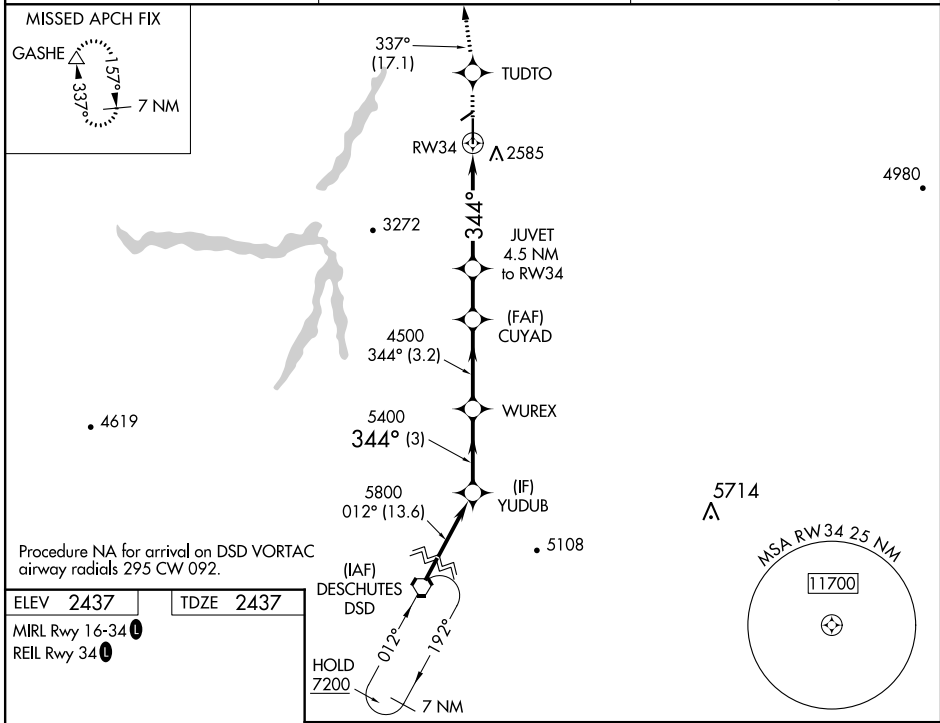 MISSED APCH FIX
GASHE
157°
337°
7 NM
337°
(17.1)
TUDTO
RW34
2585
4980
344°
3272
JUVET
4.5 NM
to RW34
(FAF)
CUYAD
4500
344° (3.2)
WUREX
4619
5400
344° (3)
(IF)
YUDUB
5714
5800
012° (13.6)
5108
MSA RW34 25 NM
11700
Procedure NA for arrival on DSD VORTAC
airway radials 295 CW 092.
(IAF)
DESCHUTES
DSD
ELEV 2437
TDZE 2437
MIRL Rwy 16-34 L
REIL Rwy 34 L
012°
192°
HOLD
7200
7 NM